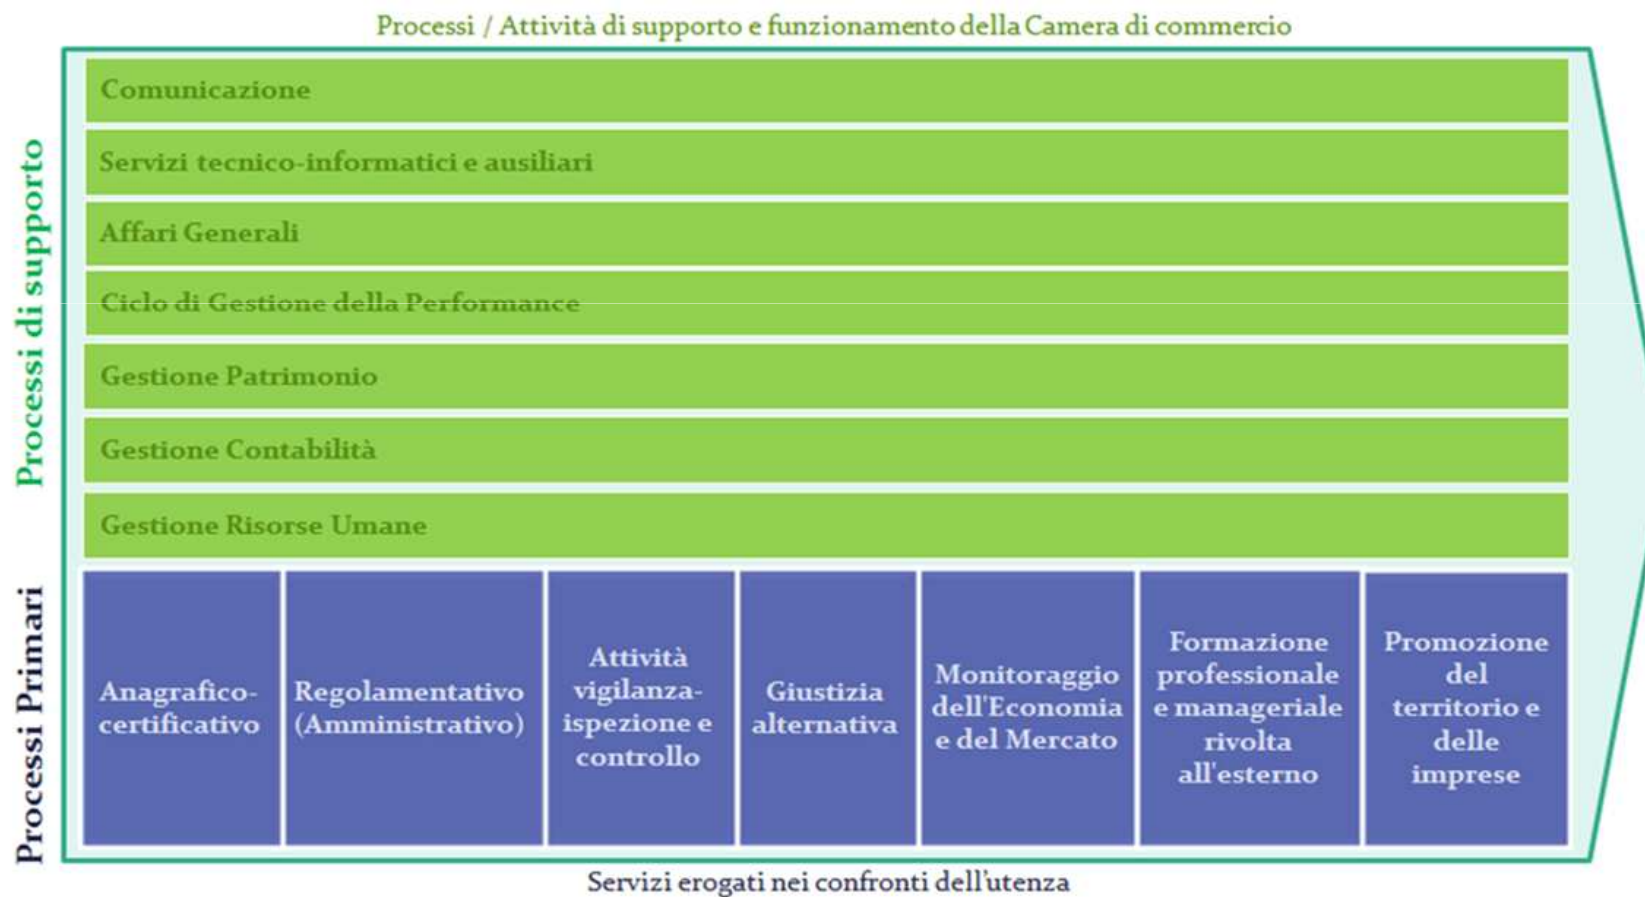 Processi / Attività di supporto e funzionamento della Camera di commercio
Processi di supporto
Comunicazione
Servizi tecnico-informatici e ausiliari
Affari Generali
Ciclo di Gestione della Performance
Gestione Patrimonio
Gestione Contabilità
Gestione Risorse Umane
Processi Primari
Anagrafico-
certificativo
Regolamentativo
(Amministrativo)
Attività
vigilanza-
ispezione e
controllo
Giustizia
alternativa
Monitoraggio
dell'Economia
e del Mercato
Formazione
professionale
e manageriale
rivolta
all'esterno
Promozione
del
territorio e
delle
imprese
Servizi erogati nei confronti dell'utenza